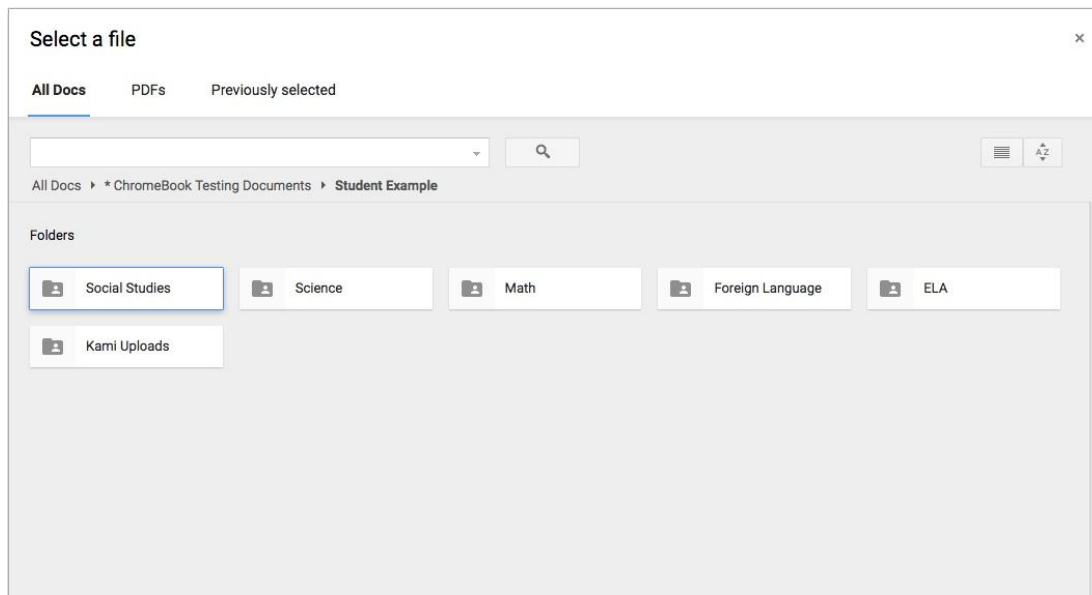 Select a file
All Docs PDFs Previously selected
All Docs ▸ * ChromeBook Testing Documents ▸ Student Example
AZ
Folders
Social Studies Science Math Foreign Language ELA
Kami Uploads